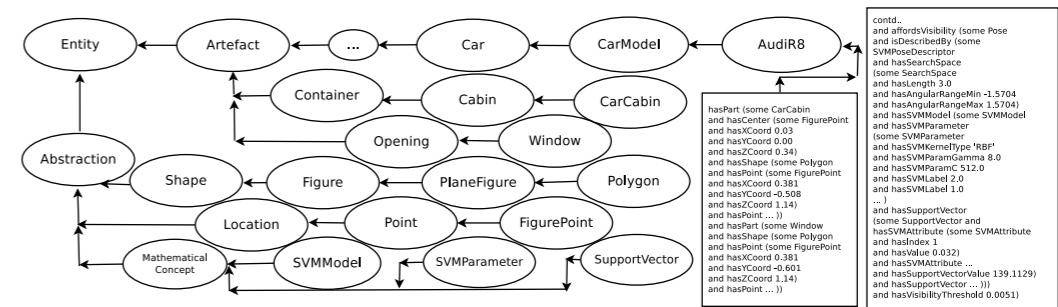 Entity
Artefact
...
Car
CarModel
AudiR8
Container
Cabin
CarCabin
Opening
Window
Abstraction
Shape
Figure
PlaneFigure
Polygon
Location
Point
FigurePoint
Mathematical
Concept
SVMModel
SVMParameter
SupportVector
hasPart (some CarCabin
and hasCenter (some FigurePoint
and hasXCoord 0.03
and hasYCoord 0.00
and hasZCoord 0.34)
and hasShape (some Polygon
and hasPoint (some FigurePoint
and hasXCoord 0.381
and hasYCoord -0.508
and hasZCoord 1.14)
and hasPoint ... ))
and hasPart (some Window
and hasShape (some Polygon
and hasPoint (some FigurePoint
and hasXCoord 0.381
and hasYCoord -0.601
and hasZCoord 1.14)
and hasPoint ... ))
contd..
and affordsVisibility (some Pose
and isDescribedBy (some
SVMPoseDescriptor
and hasSearchSpace
(some SearchSpace
and hasLength 3.0
and hasAngularRangeMin -1.5704
and hasAngularRangeMax 1.5704)
and hasSVMModel (some SVMModel
and hasSVMParameter
(some SVMParameter
and hasSVMKernelType 'RBF'
and hasSVMParamGamma 8.0
and hasSVMParamC 512.0
and hasSVMLabel 2.0
and hasSVMLabel 1.0
... )
and hasSupportVector
(some SupportVector and
hasSVMAttribute (some SVMAttribute
and hasIndex 1
and hasValue 0.032)
and hasSVMAttribute ...
and hasSupportVectorValue 139.1129)
and hasSupportVector ... )))
and hasVisibilityThreshold 0.0051)